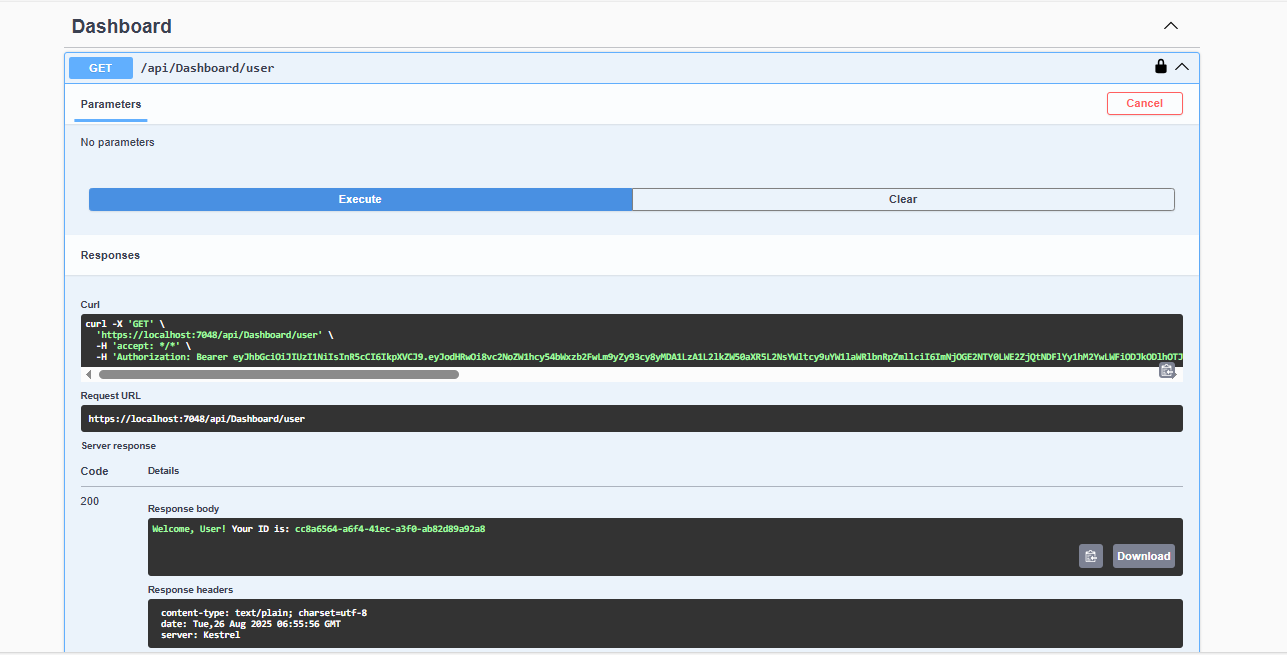 Dashboard
GET /api/Dashboard/user
Parameters
Cancel
No parameters
Execute
Clear
Responses
Curl
curl -X 'GET' \
'https://localhost:7048/api/Dashboard/user' \
-H 'accept: */*' \
-H 'Authorization: Bearer
Request URL
https://localhost:7048/api/Dashboard/user
Server response
Code Details
200
Response body
Welcome, User! Your ID is: cc8a6564-a6f4-41ec-a3f0-ab82d89a92a8
Download
Response headers
content-type: text/plain; charset=utf-8
date: Tue,26 Aug 2025 06:55:56 GMT
server: Kestrel